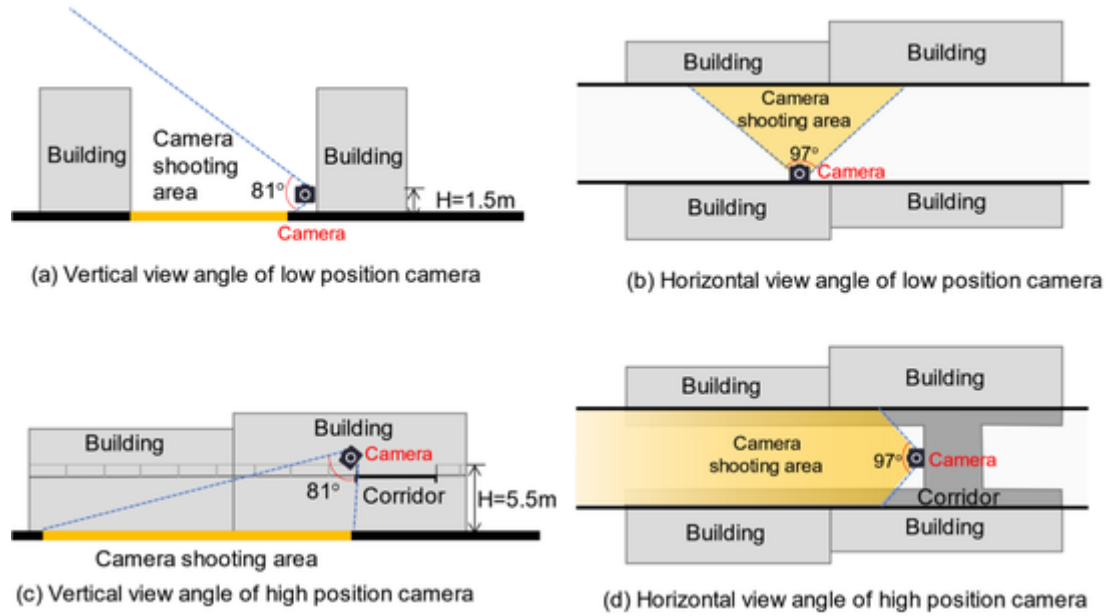 Building
Camera
shooting
area
Building
81°
H=1.5m
Camera
(a) Vertical view angle of low position camera
Building
Building
Camera
shooting area
97°
Camera
Building
Building
(b) Horizontal view angle of low position camera
Building
Building
Camera
81°
Corridor
H=5.5m
Camera shooting area
(c) Vertical view angle of high position camera
Building
Building
Camera
shooting area
97°
Camera
Corridor
Building
Building
(d) Horizontal view angle of high position camera